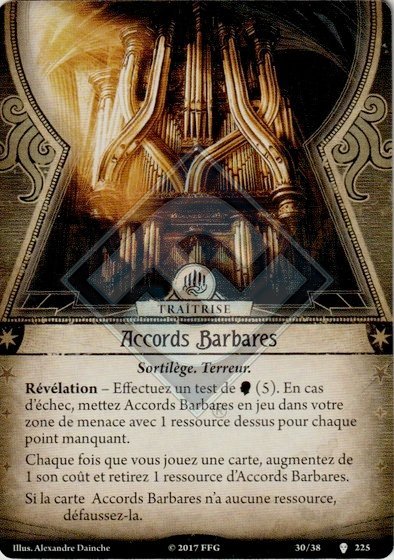 TRAÎTRISE
Accords Barbares
Sortilège. Terreur.
Révélation – Effectuez un test de (5). En cas
d'échec, mettez Accords Barbares en jeu dans votre
zone de menace avec 1 ressource dessus pour chaque
point manquant.
Chaque fois que vous jouez une carte, augmentez de
1 son coût et retirez 1 ressource d'Accords Barbares.
Si la carte Accords Barbares n'a aucune ressource,
défaussez-la.
Illus. Alexandre Dainche © 2017 FFG 30/38 225